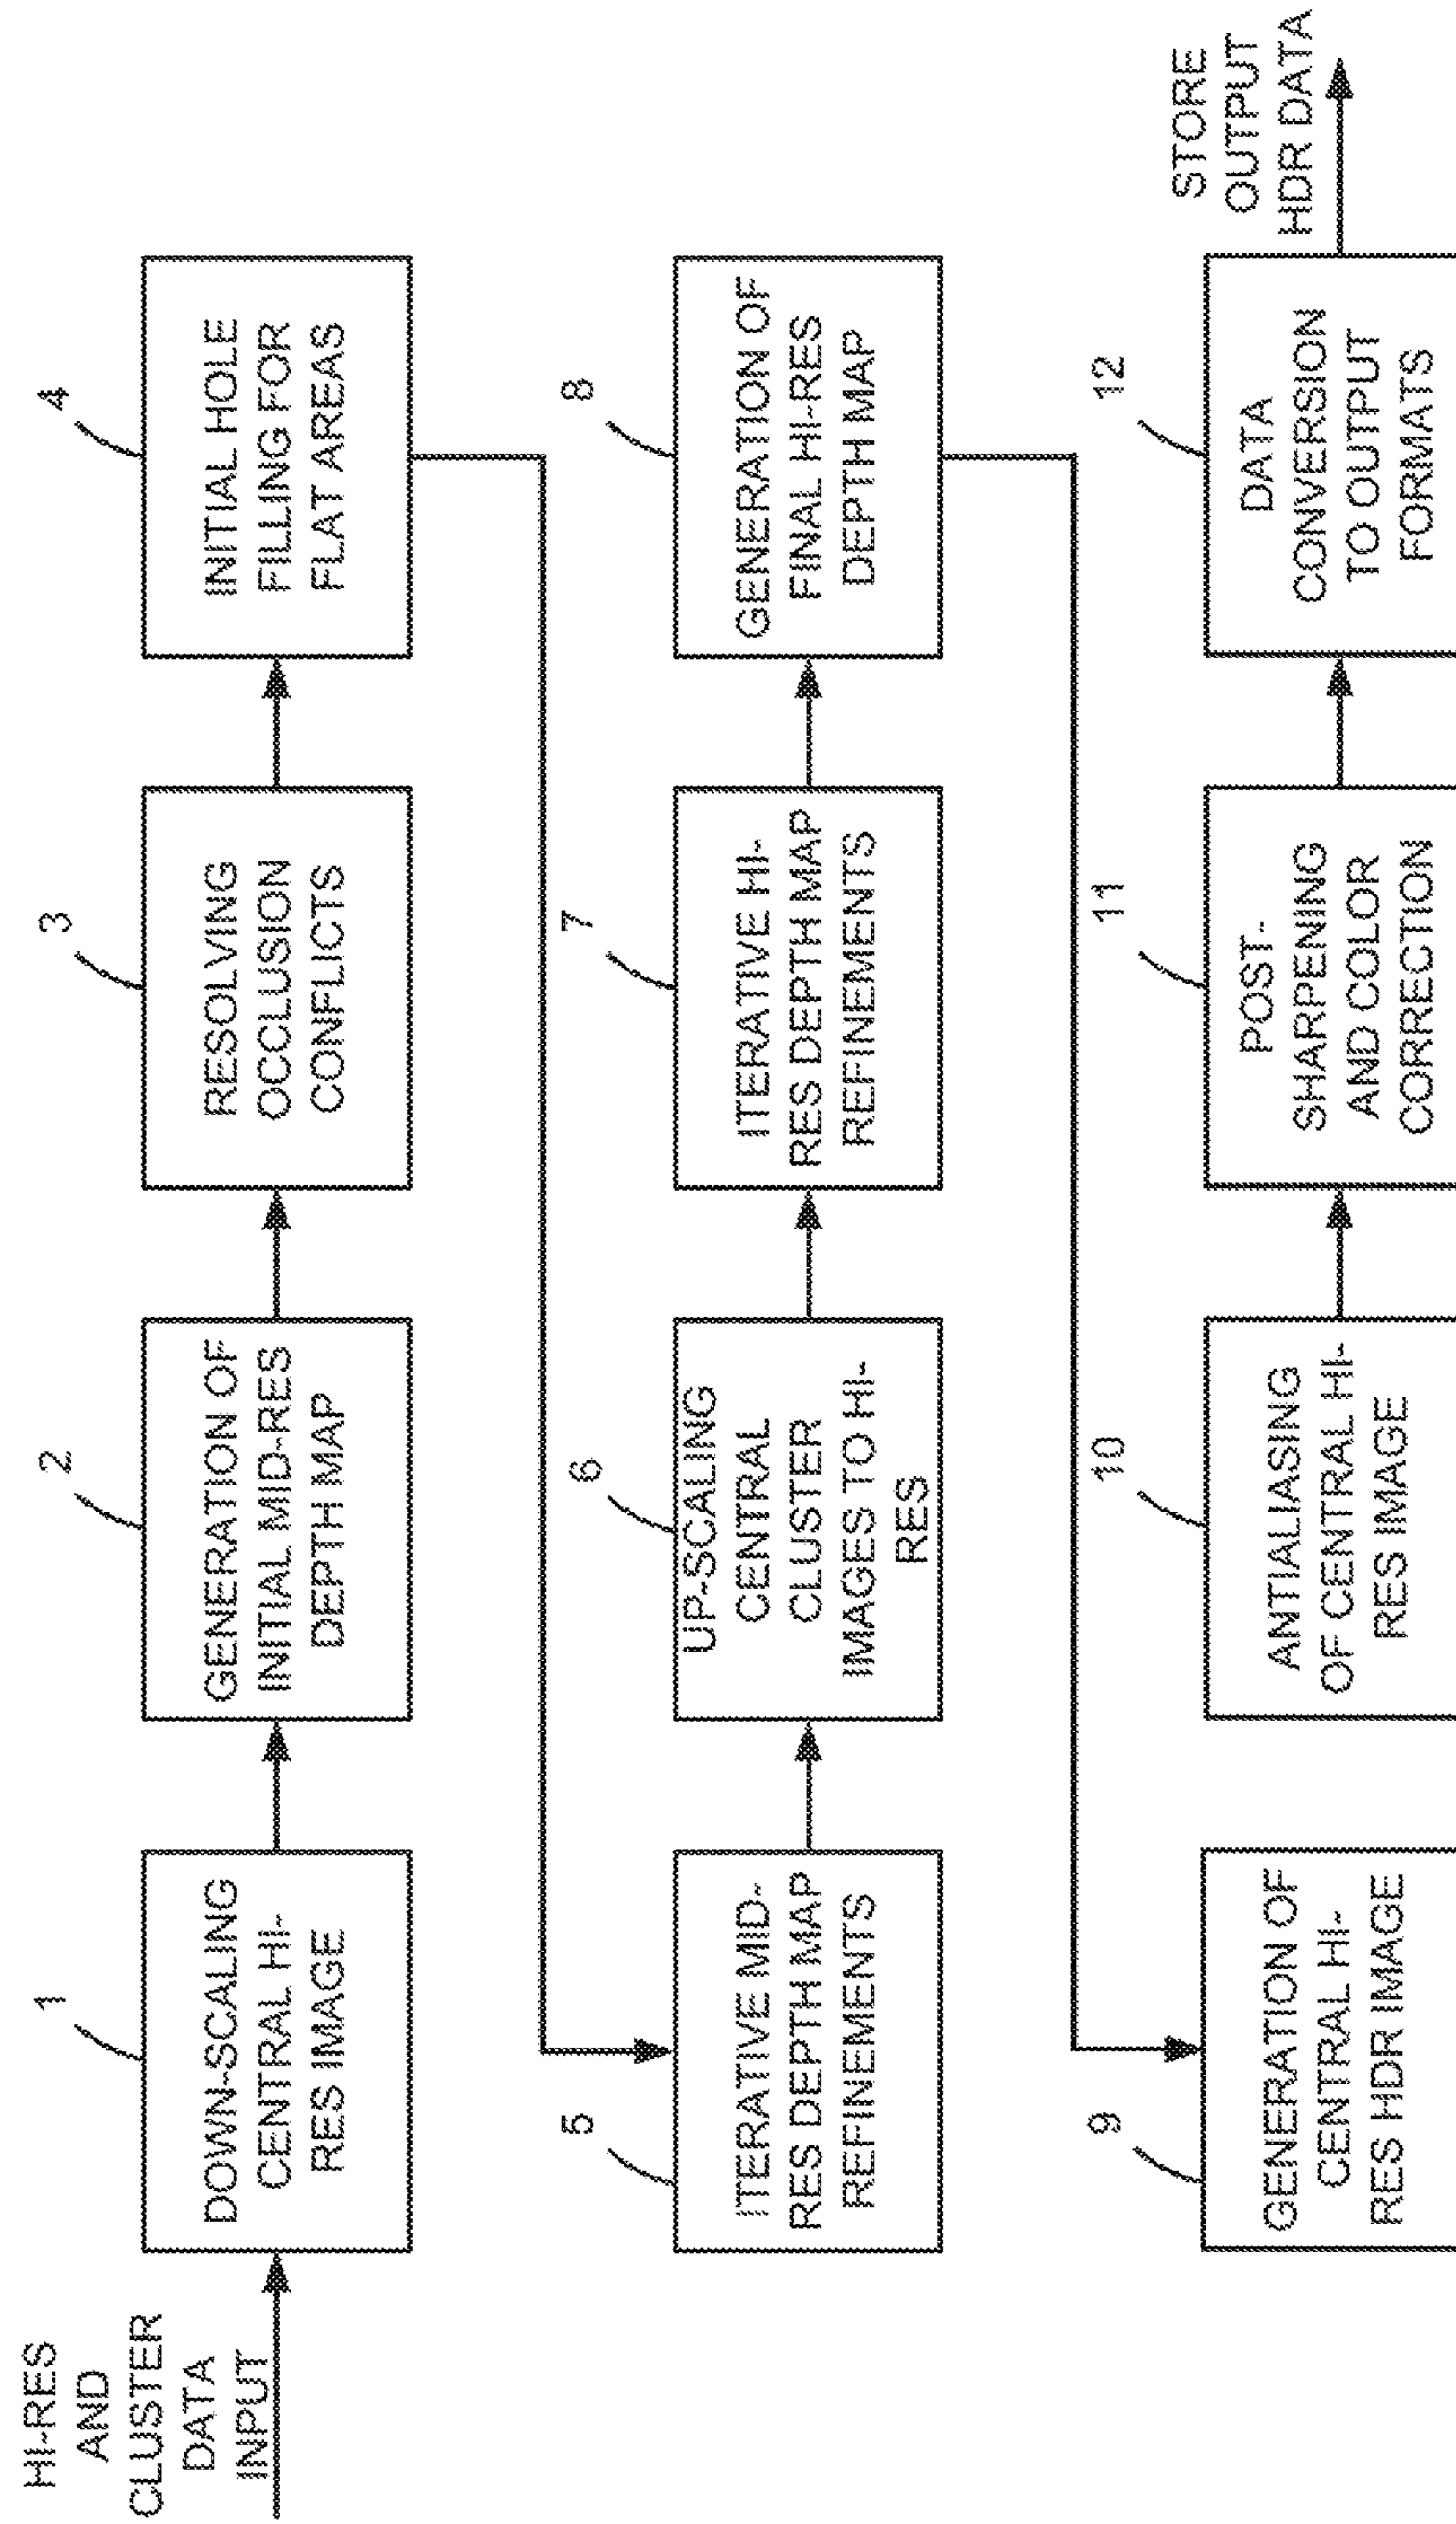 HI-RES
AND
CLUSTER
DATA
INPUT
1
DOWN-SCALING
CENTRAL HI-
RES IMAGE
2
GENERATION OF
INITIAL MID-RES
DEPTH MAP
3
RESOLVING
OCCLUSION
CONFLICTS
4
INITIAL HOLE
FILLING FOR
FLAT AREAS
5
ITERATIVE MID-
RES DEPTH MAP
REFINEMENTS
6
UP-SCALING
CENTRAL
CLUSTER
IMAGES TO HI-
RES
7
ITERATIVE HI-
RES DEPTH MAP
REFINEMENTS
8
GENERATION OF
FINAL HI-RES
DEPTH MAP
9
GENERATION OF
CENTRAL HI-
RES HDR IMAGE
10
ANTIALIASING
OF CENTRAL HI-
RES IMAGE
11
POST-
SHARPENING
AND COLOR
CORRECTION
12
DATA
CONVERSION
TO OUTPUT
FORMATS
STORE
OUTPUT
HDR DATA